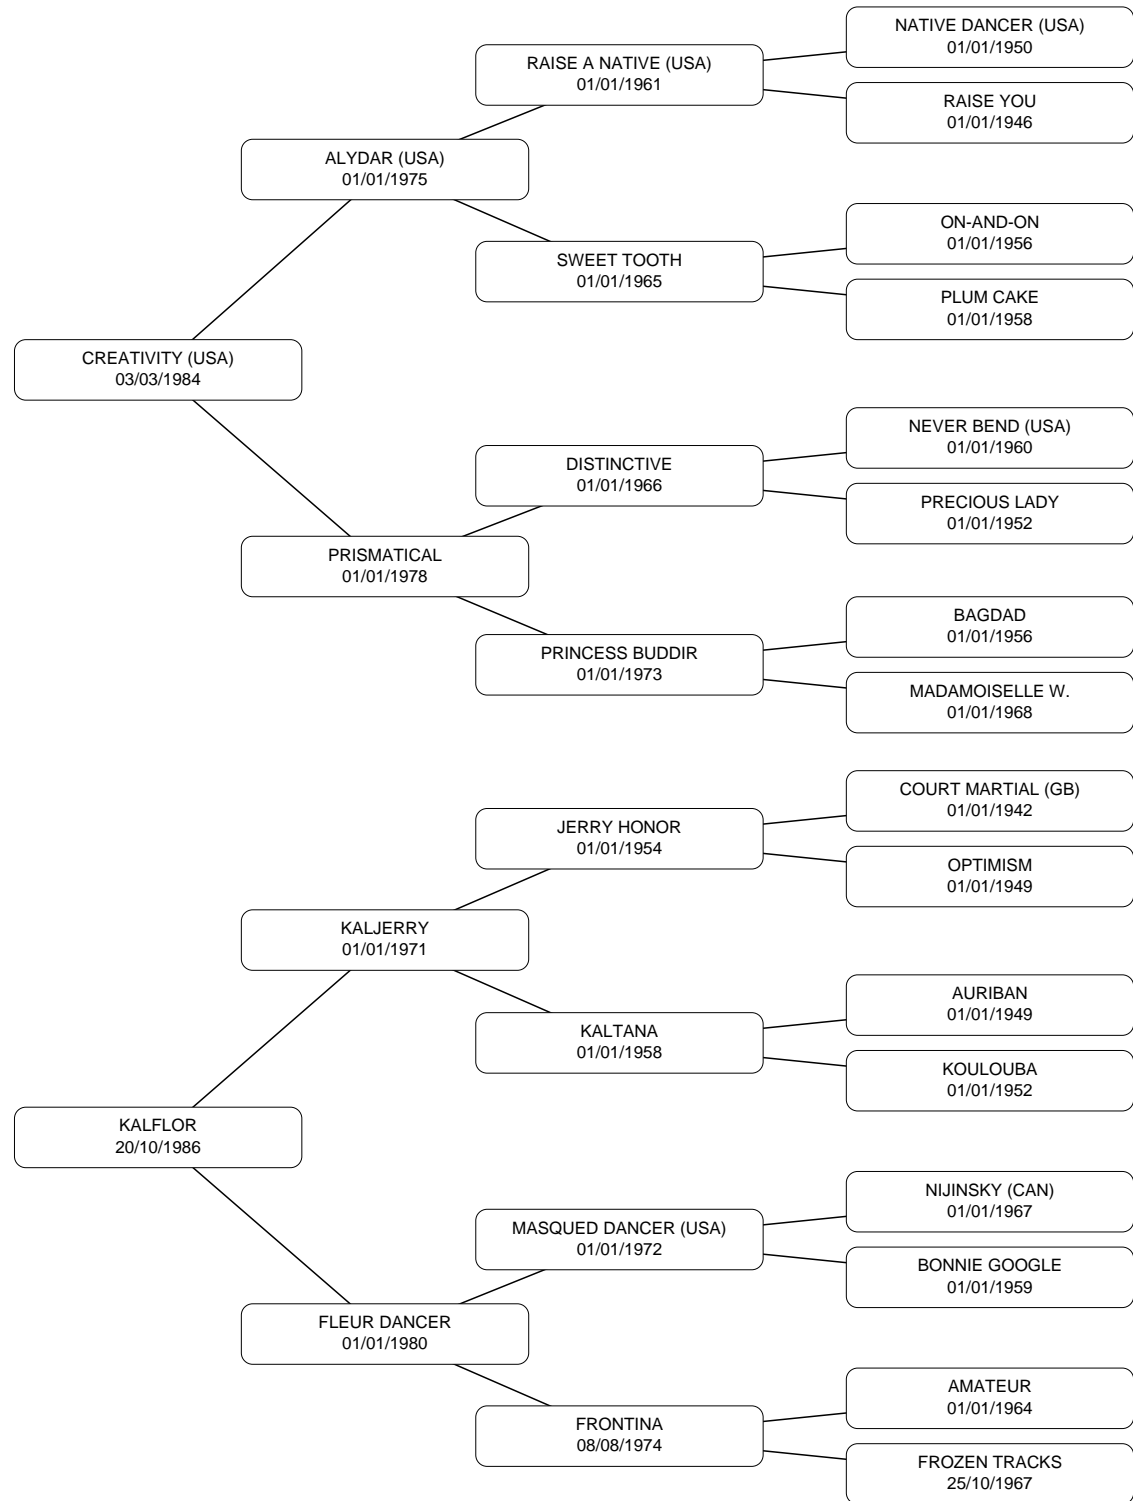 NATIVE DANCER (USA)
01/01/1950
RAISE A NATIVE (USA)
01/01/1961
RAISE YOU
01/01/1946
ALYDAR (USA)
01/01/1975
ON-AND-ON
01/01/1956
SWEET TOOTH
01/01/1965
PLUM CAKE
01/01/1958
CREATIVITY (USA)
03/03/1984
NEVER BEND (USA)
01/01/1960
DISTINCTIVE
01/01/1966
PRECIOUS LADY
01/01/1952
PRISMATICAL
01/01/1978
BAGDAD
01/01/1956
PRINCESS BUDDIR
01/01/1973
MADAMOISELLE W.
01/01/1968
COURT MARTIAL (GB)
01/01/1942
JERRY HONOR
01/01/1954
OPTIMISM
01/01/1949
KALJERRY
01/01/1971
AURIBAN
01/01/1949
KALTANA
01/01/1958
KOULOUBA
01/01/1952
KALFLOR
20/10/1986
NIJINSKY (CAN)
01/01/1967
MASQUED DANCER (USA)
01/01/1972
BONNIE GOOGLE
01/01/1959
FLEUR DANCER
01/01/1980
AMATEUR
01/01/1964
FRONTINA
08/08/1974
FROZEN TRACKS
25/10/1967